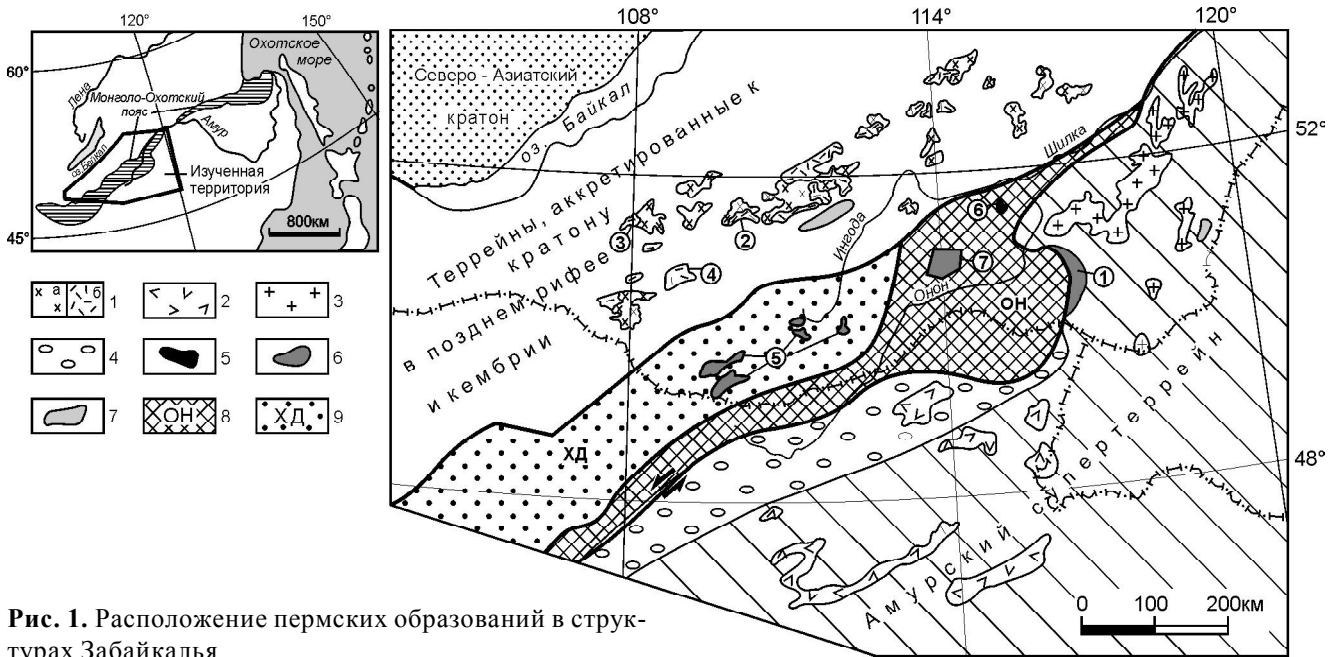 120°
150°
60°
45°
Охотское
море
Лена
Монголо-Охотский
пояс
Амур
оз. Байкал
Изученная
территория
800км
х а б
х х
1
2
3
4
5
6
ОН
8
ХД
9
7
108°
114°
120°
52°
48°
Северо - Азиатский
кратон
оз. Байкал
Террейны, аккретированные к
кратону
в позднем рифее
и кембрии
Шилка
Ингода
Онон
ОН
ХД
1
2
3
4
5
6
7
Амурский супертеррейн
0 100 200км
Рис. 1. Расположение пермских образований в струк-
турах Забайкалья